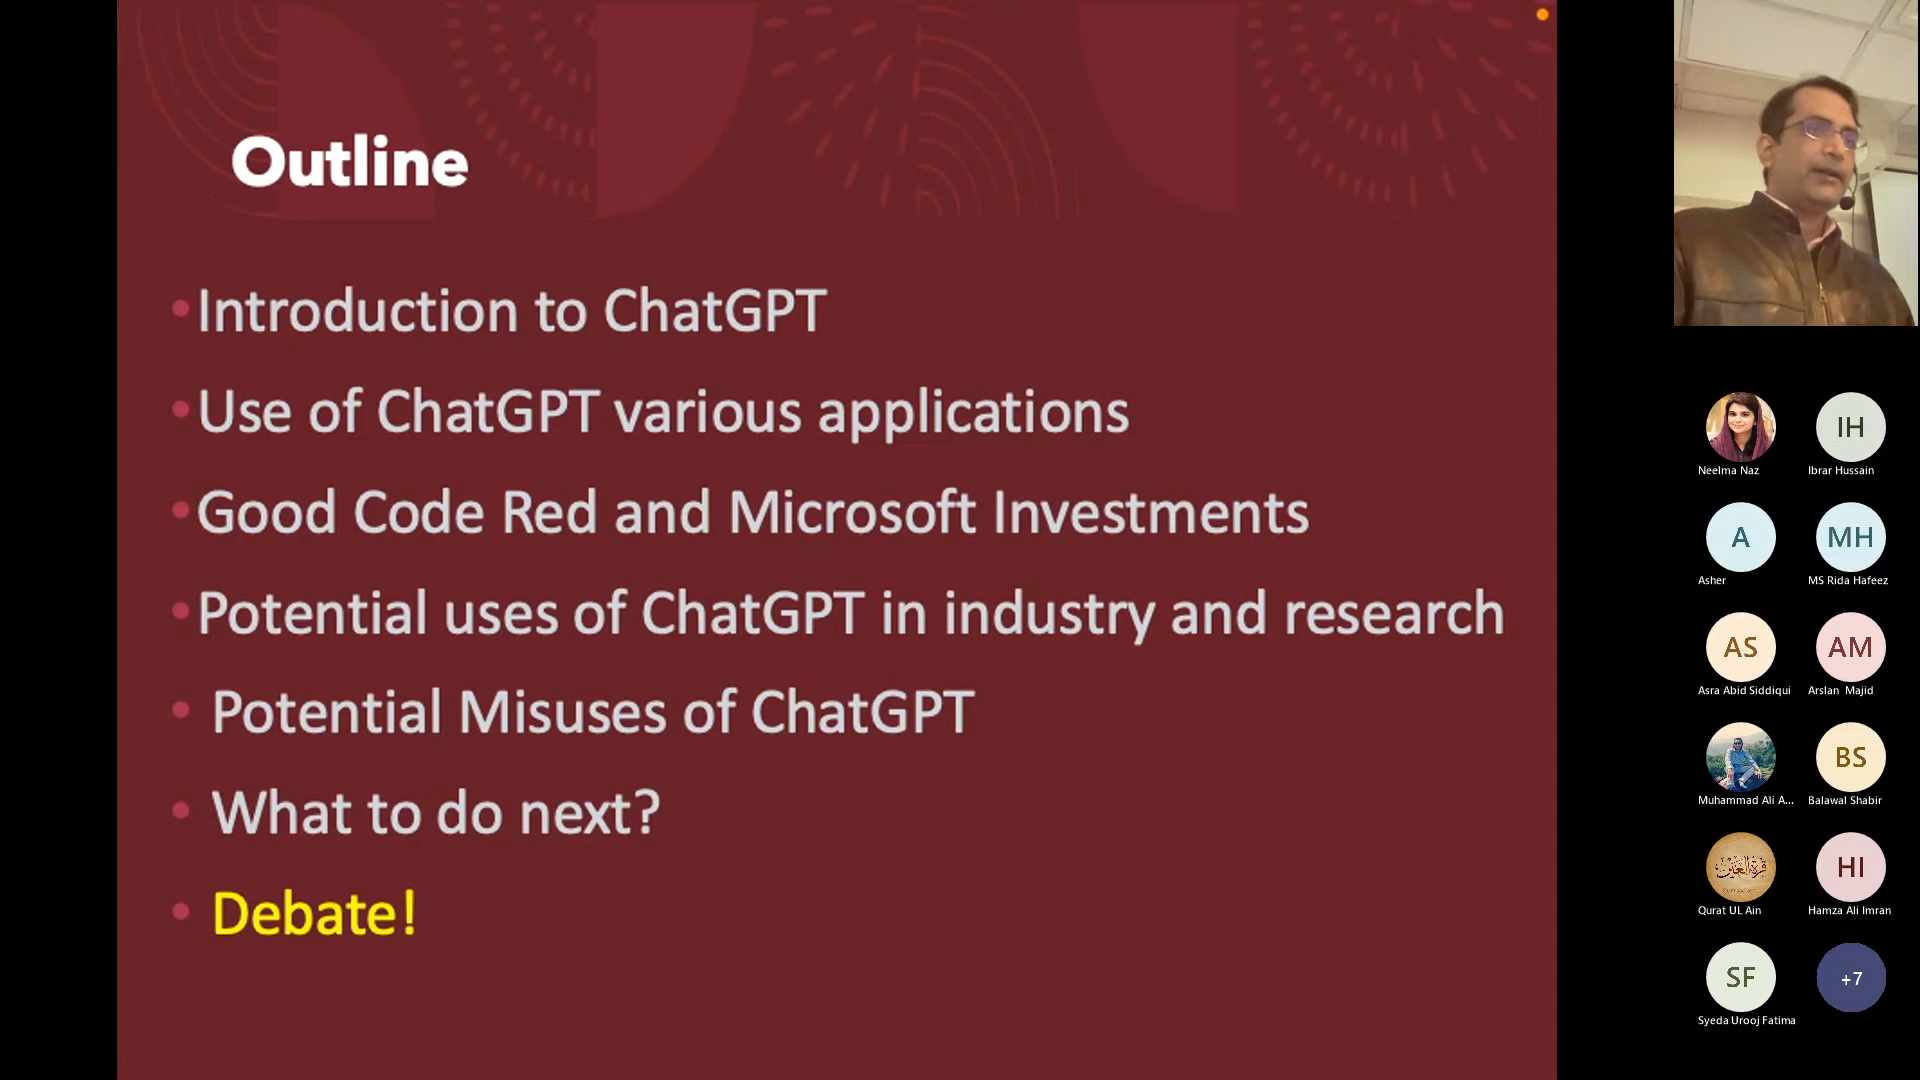 Outline
•Introduction to ChatGPT
•Use of ChatGPT various applications
•Good Code Red and Microsoft Investments
•Potential uses of ChatGPT in industry and research
• Potential Misuses of ChatGPT
• What to do next?
• Debate!
Neelma Naz
IH
Ibrar Hussain
A
Asher
MH
MS Rida Hafeez
AS
Asra Abid Siddiqui
AM
Arslan Majid
Muhammad Ali A...
BS
Balawal Shabir
قرة العين
Qurat UL Ain
HI
Hamza Ali Imran
SF
Syeda Urooj Fatima
+7